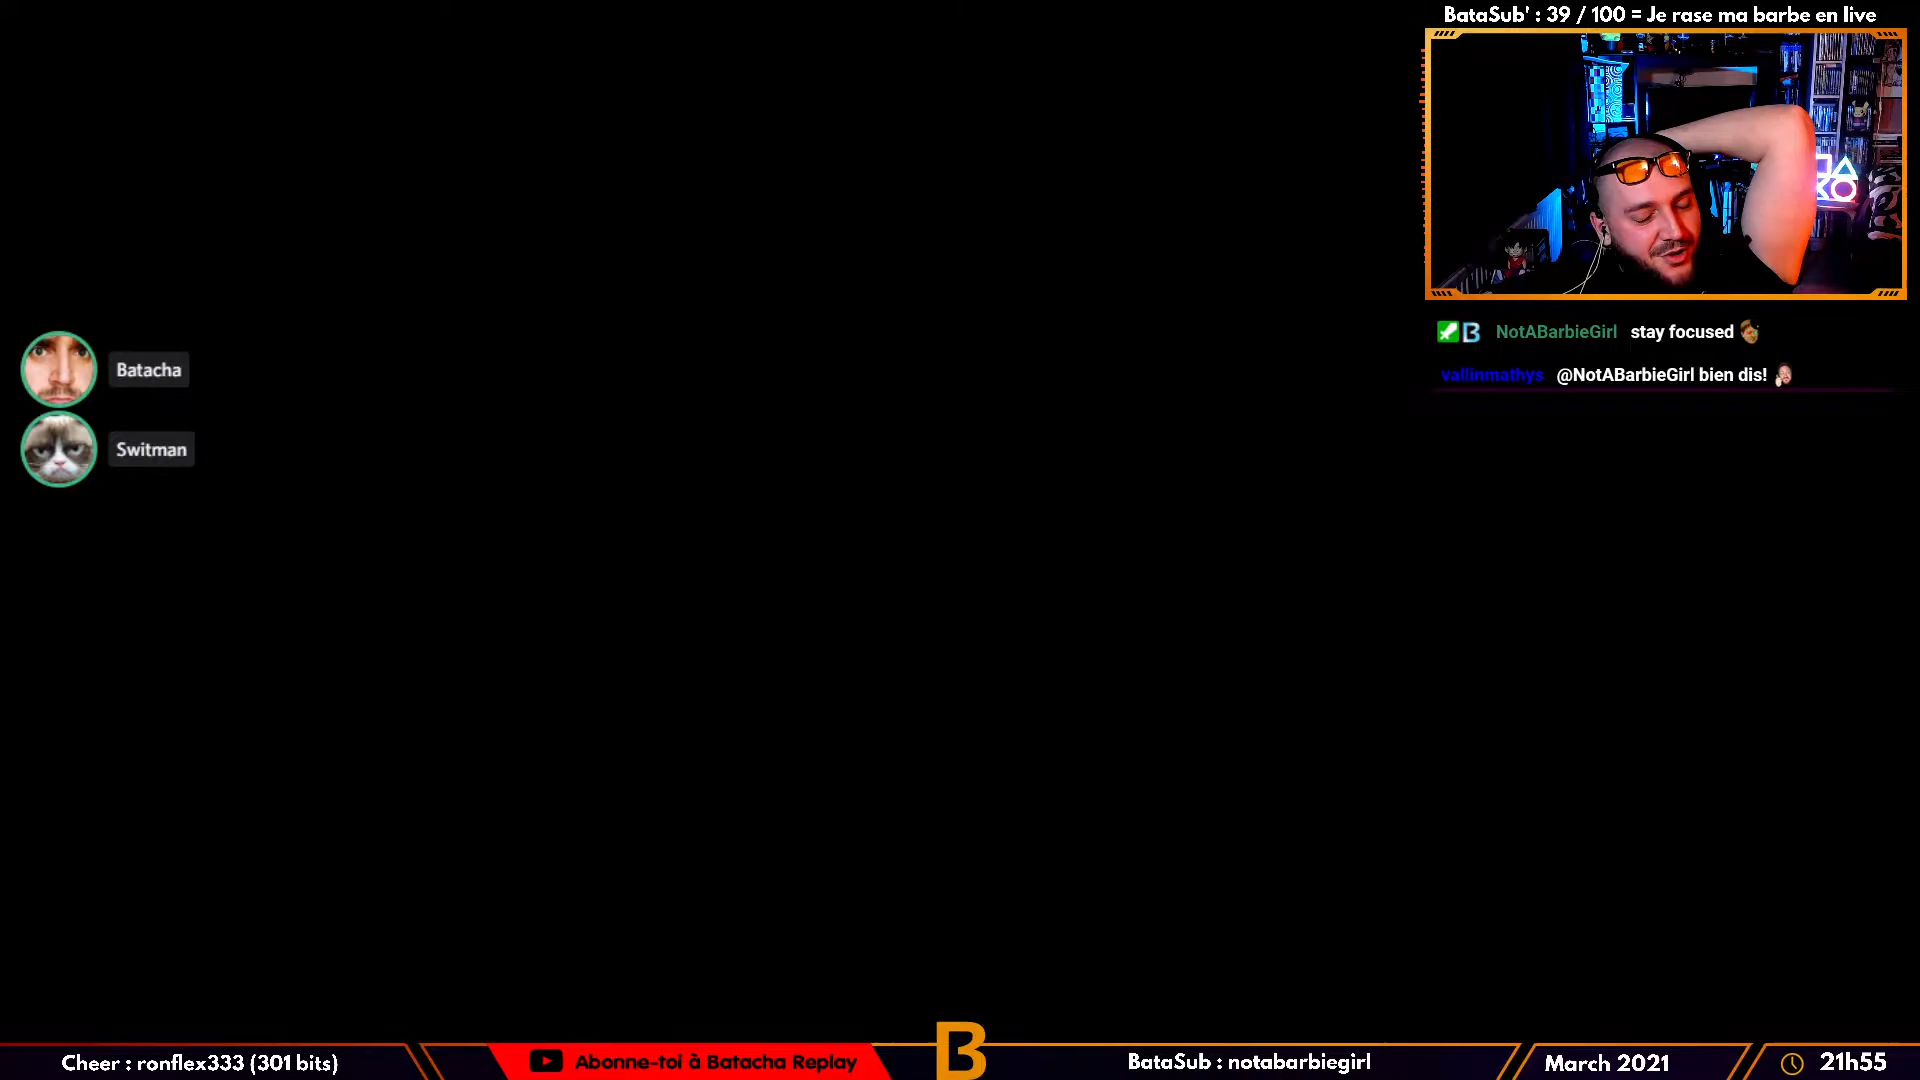 BataSub' : 39 / 100 = Je rase ma barbe en live
NotABarbieGirl stay focused
vallinmathys @NotABarbieGirl bien dis!
Batacha
Switman
Cheer : ronflex333 (301 bits)
Abonne-toi à Batacha Replay
B
BataSub : notabarbiegirl
March 2021
21h55